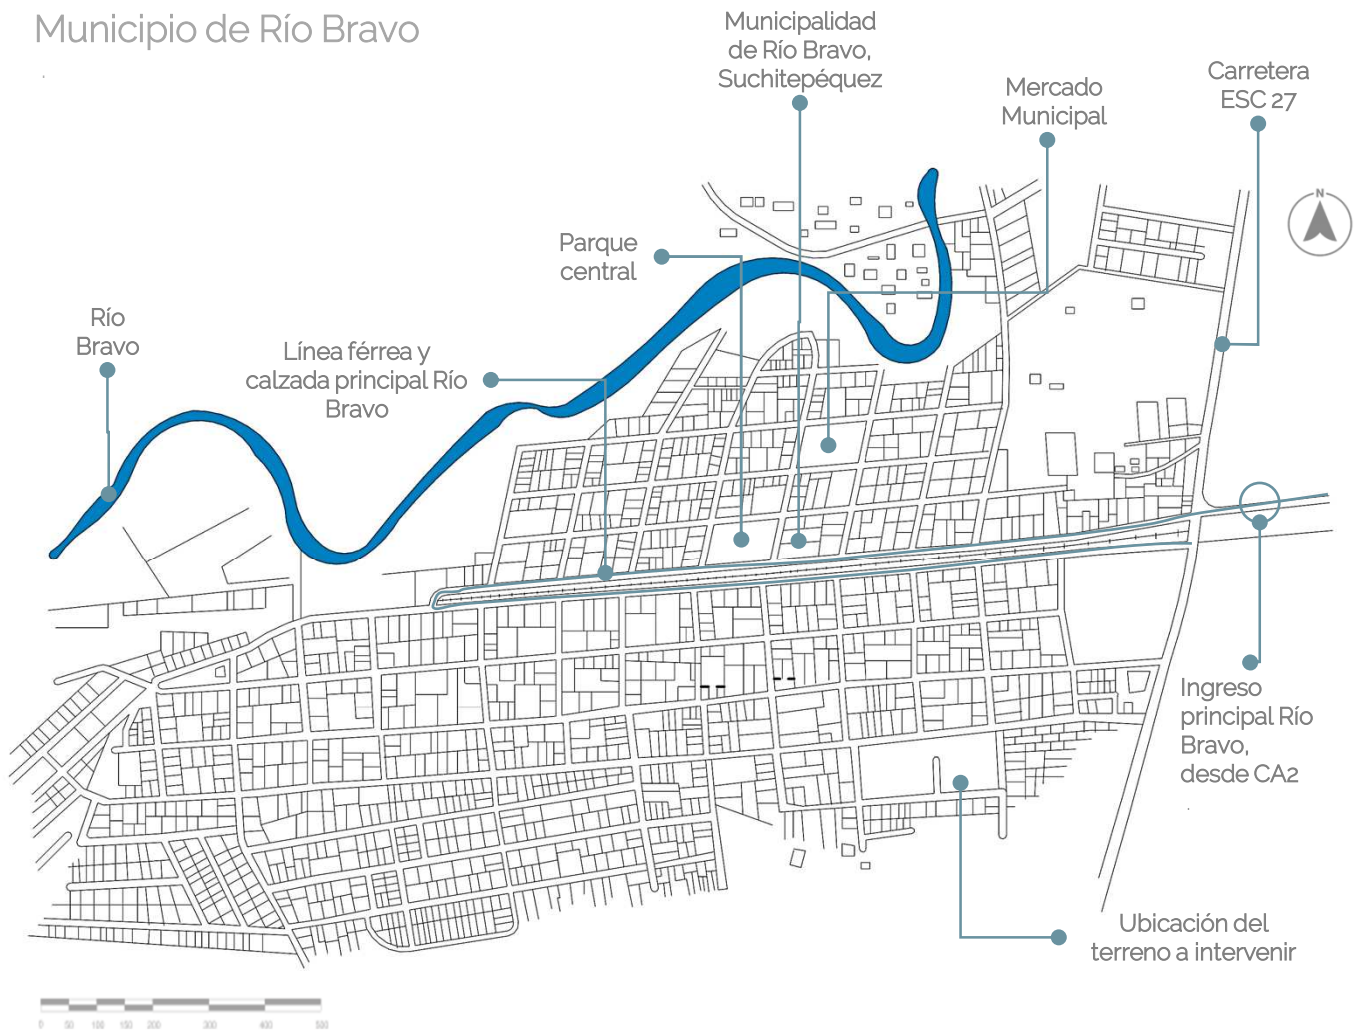 Municipio de Río Bravo
Municipalidad
de Río Bravo,
Suchitepéquez
Mercado
Municipal
Carretera
ESC 27
N
Parque
central
Río
Bravo
Línea férrea y
calzada principal Río
Bravo
Ingreso
principal Río
Bravo,
desde CA2
Ubicación del
terreno a intervenir
0 50 100 150 200 300 400 500